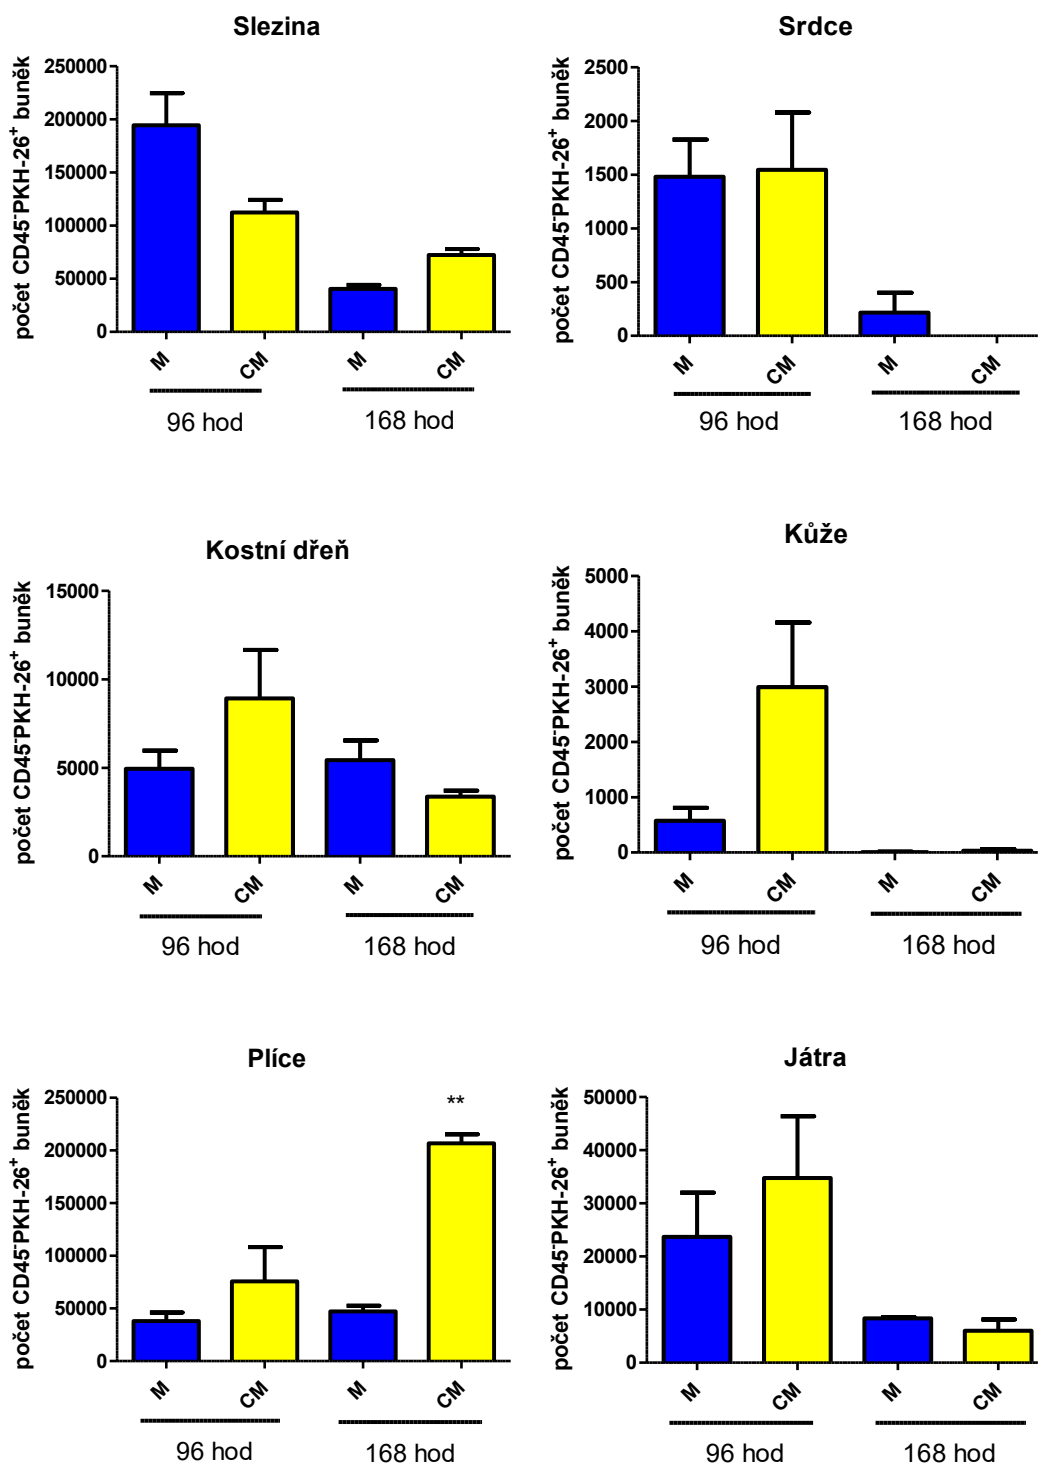 Slezina
počet CD45-PKH-26+ buněk
250000
200000
150000
100000
50000
0
M
CM
M
CM
96 hod
168 hod
Srdce
počet CD45-PKH-26+ buněk
2500
2000
1500
1000
500
0
M
CM
M
CM
96 hod
168 hod
Kostní dřeň
počet CD45-PKH-26+ buněk
15000
10000
5000
0
M
CM
M
CM
96 hod
168 hod
Kůže
počet CD45-PKH-26+ buněk
5000
4000
3000
2000
1000
0
M
CM
M
CM
96 hod
168 hod
Plíce
počet CD45-PKH-26+ buněk
250000
200000
150000
100000
50000
0
**
M
CM
M
CM
96 hod
168 hod
Játra
počet CD45-PKH-26+ buněk
50000
40000
30000
20000
10000
0
M
CM
M
CM
96 hod
168 hod